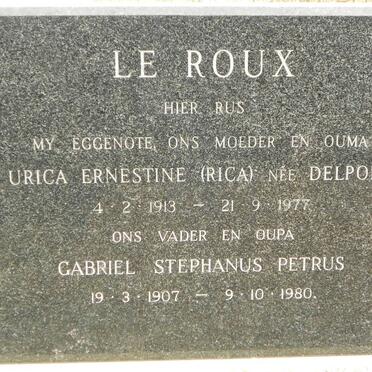 LE ROUX
HIER RUS
MY EGGENOTE, ONS MOEDER EN OUMA
URICA ERNESTINE (RICA) NÉE
4 · 2 · 1913 — 21 · 9 · 1977
ONS VADER EN OUPA
GABRIEL STEPHANUS PETRUS
19 · 3 · 1907 — 9 · 10 · 1980.